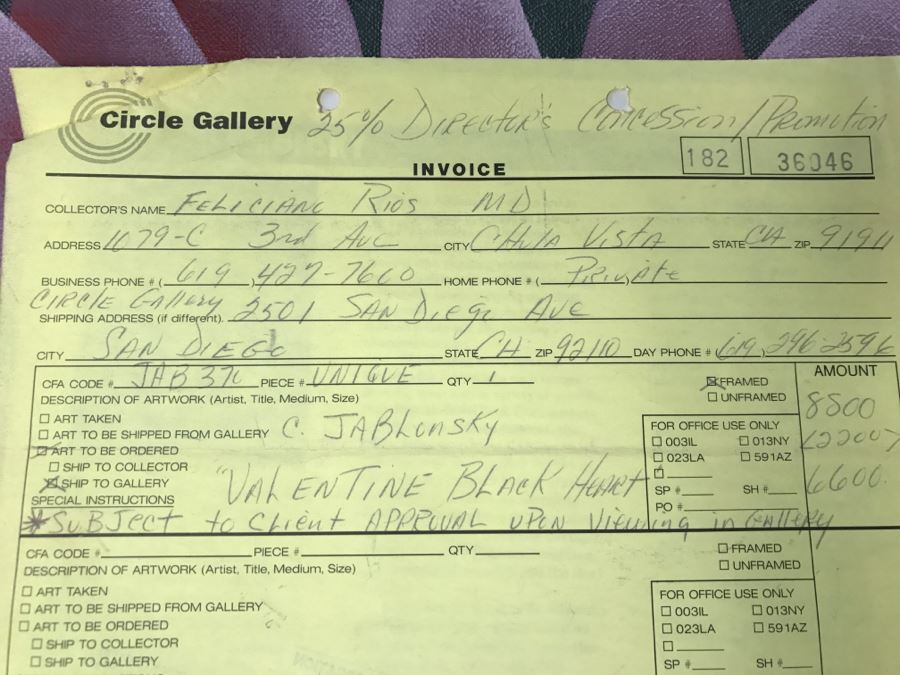 Circle Gallery 25% DIRECTOR'S Concession/Promotion
INVOICE 182 36046
COLLECTOR'S NAME FELICIANO RIOS MD
ADDRESS 1079-C 3rd Ave CITY CHULA VISTA STATE CA ZIP 91911
BUSINESS PHONE # ( 619 ) 427-7600 HOME PHONE # ( Private )
CIRCLE GAllery 2501 SAN Diego Ave
SHIPPING ADDRESS (if different).
CITY SAN DIEGO STATE CA ZIP 92110 DAY PHONE # ( 619 ) 296-2596
CFA CODE # JAB 37C PIECE # UNIQUE QTY 1 FRAMED AMOUNT
DESCRIPTION OF ARTWORK (Artist, Title, Medium, Size) UNFRAMED 8800
ART TAKEN
FOR OFFICE USE ONLY
ART TO BE SHIPPED FROM GALLERY C. JABLONSKY
003IL 013NY <2200>
ART TO BE ORDERED
023LA 591AZ
SHIP TO COLLECTOR
SHIP TO GALLERY "VALENTINE BLACK HEART
SP # SH # 6600.
SPECIAL INSTRUCTIONS
PO #
*SUBJECT to Client APPROVAL UPON Viewing in GALLERY
CFA CODE # PIECE # QTY FRAMED
DESCRIPTION OF ARTWORK (Artist, Title, Medium, Size) UNFRAMED
ART TAKEN
FOR OFFICE USE ONLY
ART TO BE SHIPPED FROM GALLERY
003IL 013NY
ART TO BE ORDERED
023LA 591AZ
SHIP TO COLLECTOR
SHIP TO GALLERY
SP # SH #